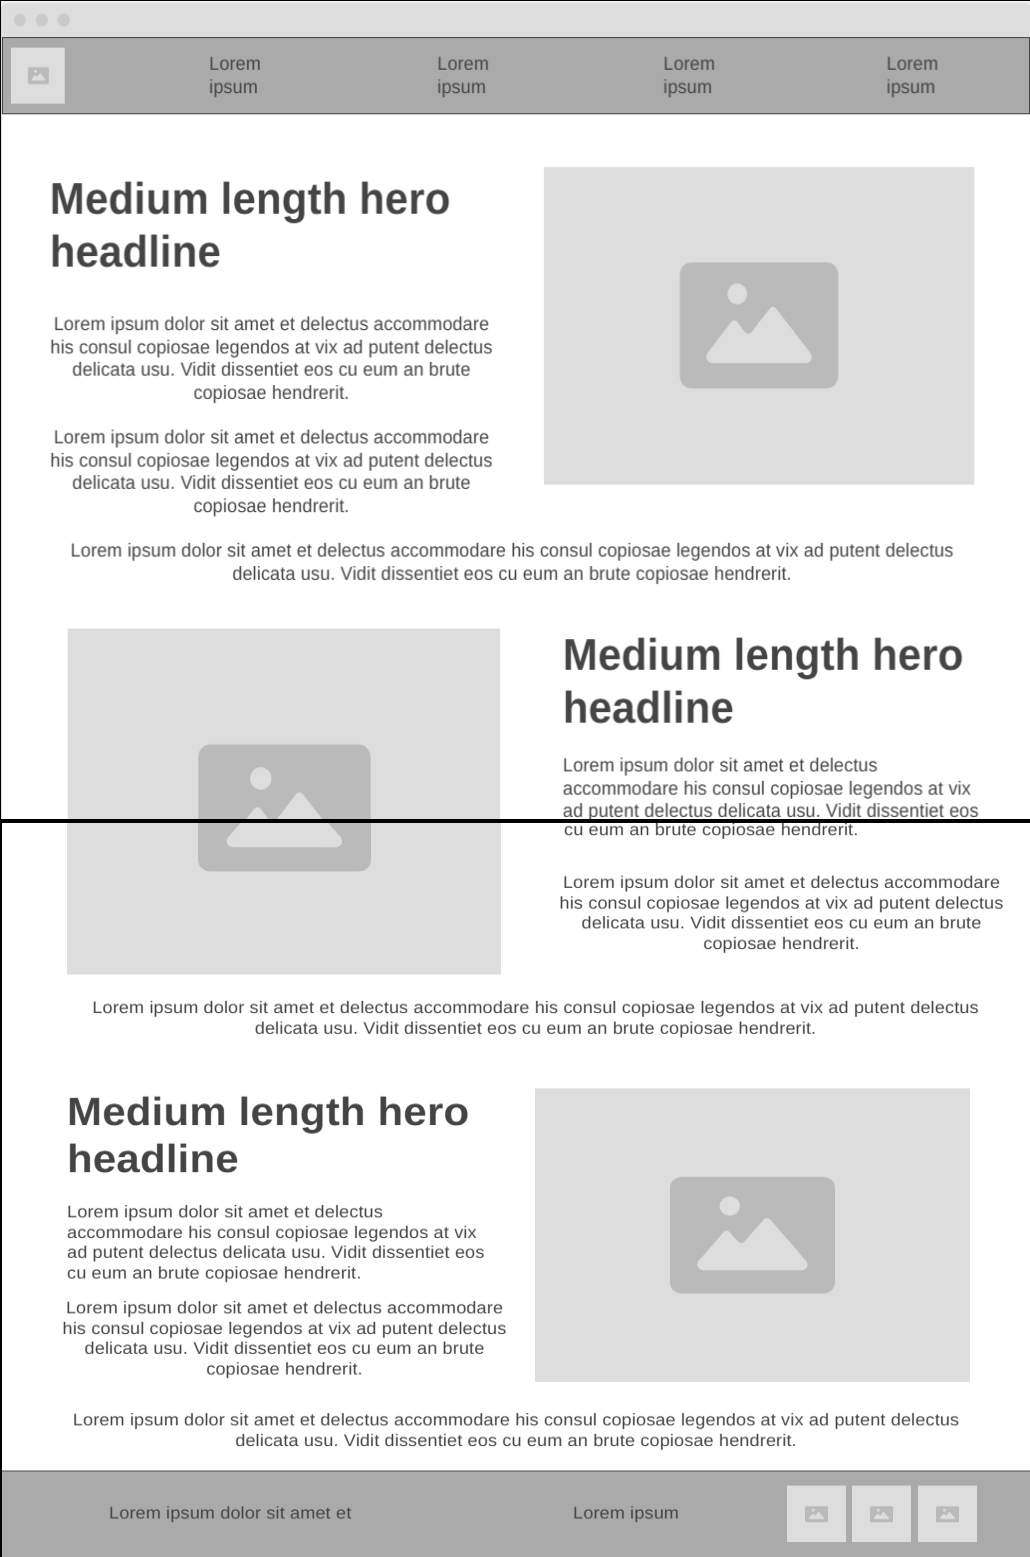 Lorem
ipsum
Lorem
ipsum
Lorem
ipsum
Lorem
ipsum
Medium length hero
headline
Lorem ipsum dolor sit amet et delectus accommodare
his consul copiosae legendos at vix ad putent delectus
delicata usu. Vidit dissentiet eos cu eum an brute
copiosae hendrerit.
Lorem ipsum dolor sit amet et delectus accommodare
his consul copiosae legendos at vix ad putent delectus
delicata usu. Vidit dissentiet eos cu eum an brute
copiosae hendrerit.
Lorem ipsum dolor sit amet et delectus accommodare his consul copiosae legendos at vix ad putent delectus
delicata usu. Vidit dissentiet eos cu eum an brute copiosae hendrerit.
Medium length hero
headline
Lorem ipsum dolor sit amet et delectus
accommodare his consul copiosae legendos at vix
ad putent delectus delicata usu. Vidit dissentiet eos
cu eum an brute copiosae hendrerit.
Lorem ipsum dolor sit amet et delectus accommodare
his consul copiosae legendos at vix ad putent delectus
delicata usu. Vidit dissentiet eos cu eum an brute
copiosae hendrerit.
Lorem ipsum dolor sit amet et delectus accommodare his consul copiosae legendos at vix ad putent delectus
delicata usu. Vidit dissentiet eos cu eum an brute copiosae hendrerit.
Medium length hero
headline
Lorem ipsum dolor sit amet et delectus
accommodare his consul copiosae legendos at vix
ad putent delectus delicata usu. Vidit dissentiet eos
cu eum an brute copiosae hendrerit.
Lorem ipsum dolor sit amet et delectus accommodare
his consul copiosae legendos at vix ad putent delectus
delicata usu. Vidit dissentiet eos cu eum an brute
copiosae hendrerit.
Lorem ipsum dolor sit amet et delectus accommodare his consul copiosae legendos at vix ad putent delectus
delicata usu. Vidit dissentiet eos cu eum an brute copiosae hendrerit.
Lorem ipsum dolor sit amet et
Lorem ipsum